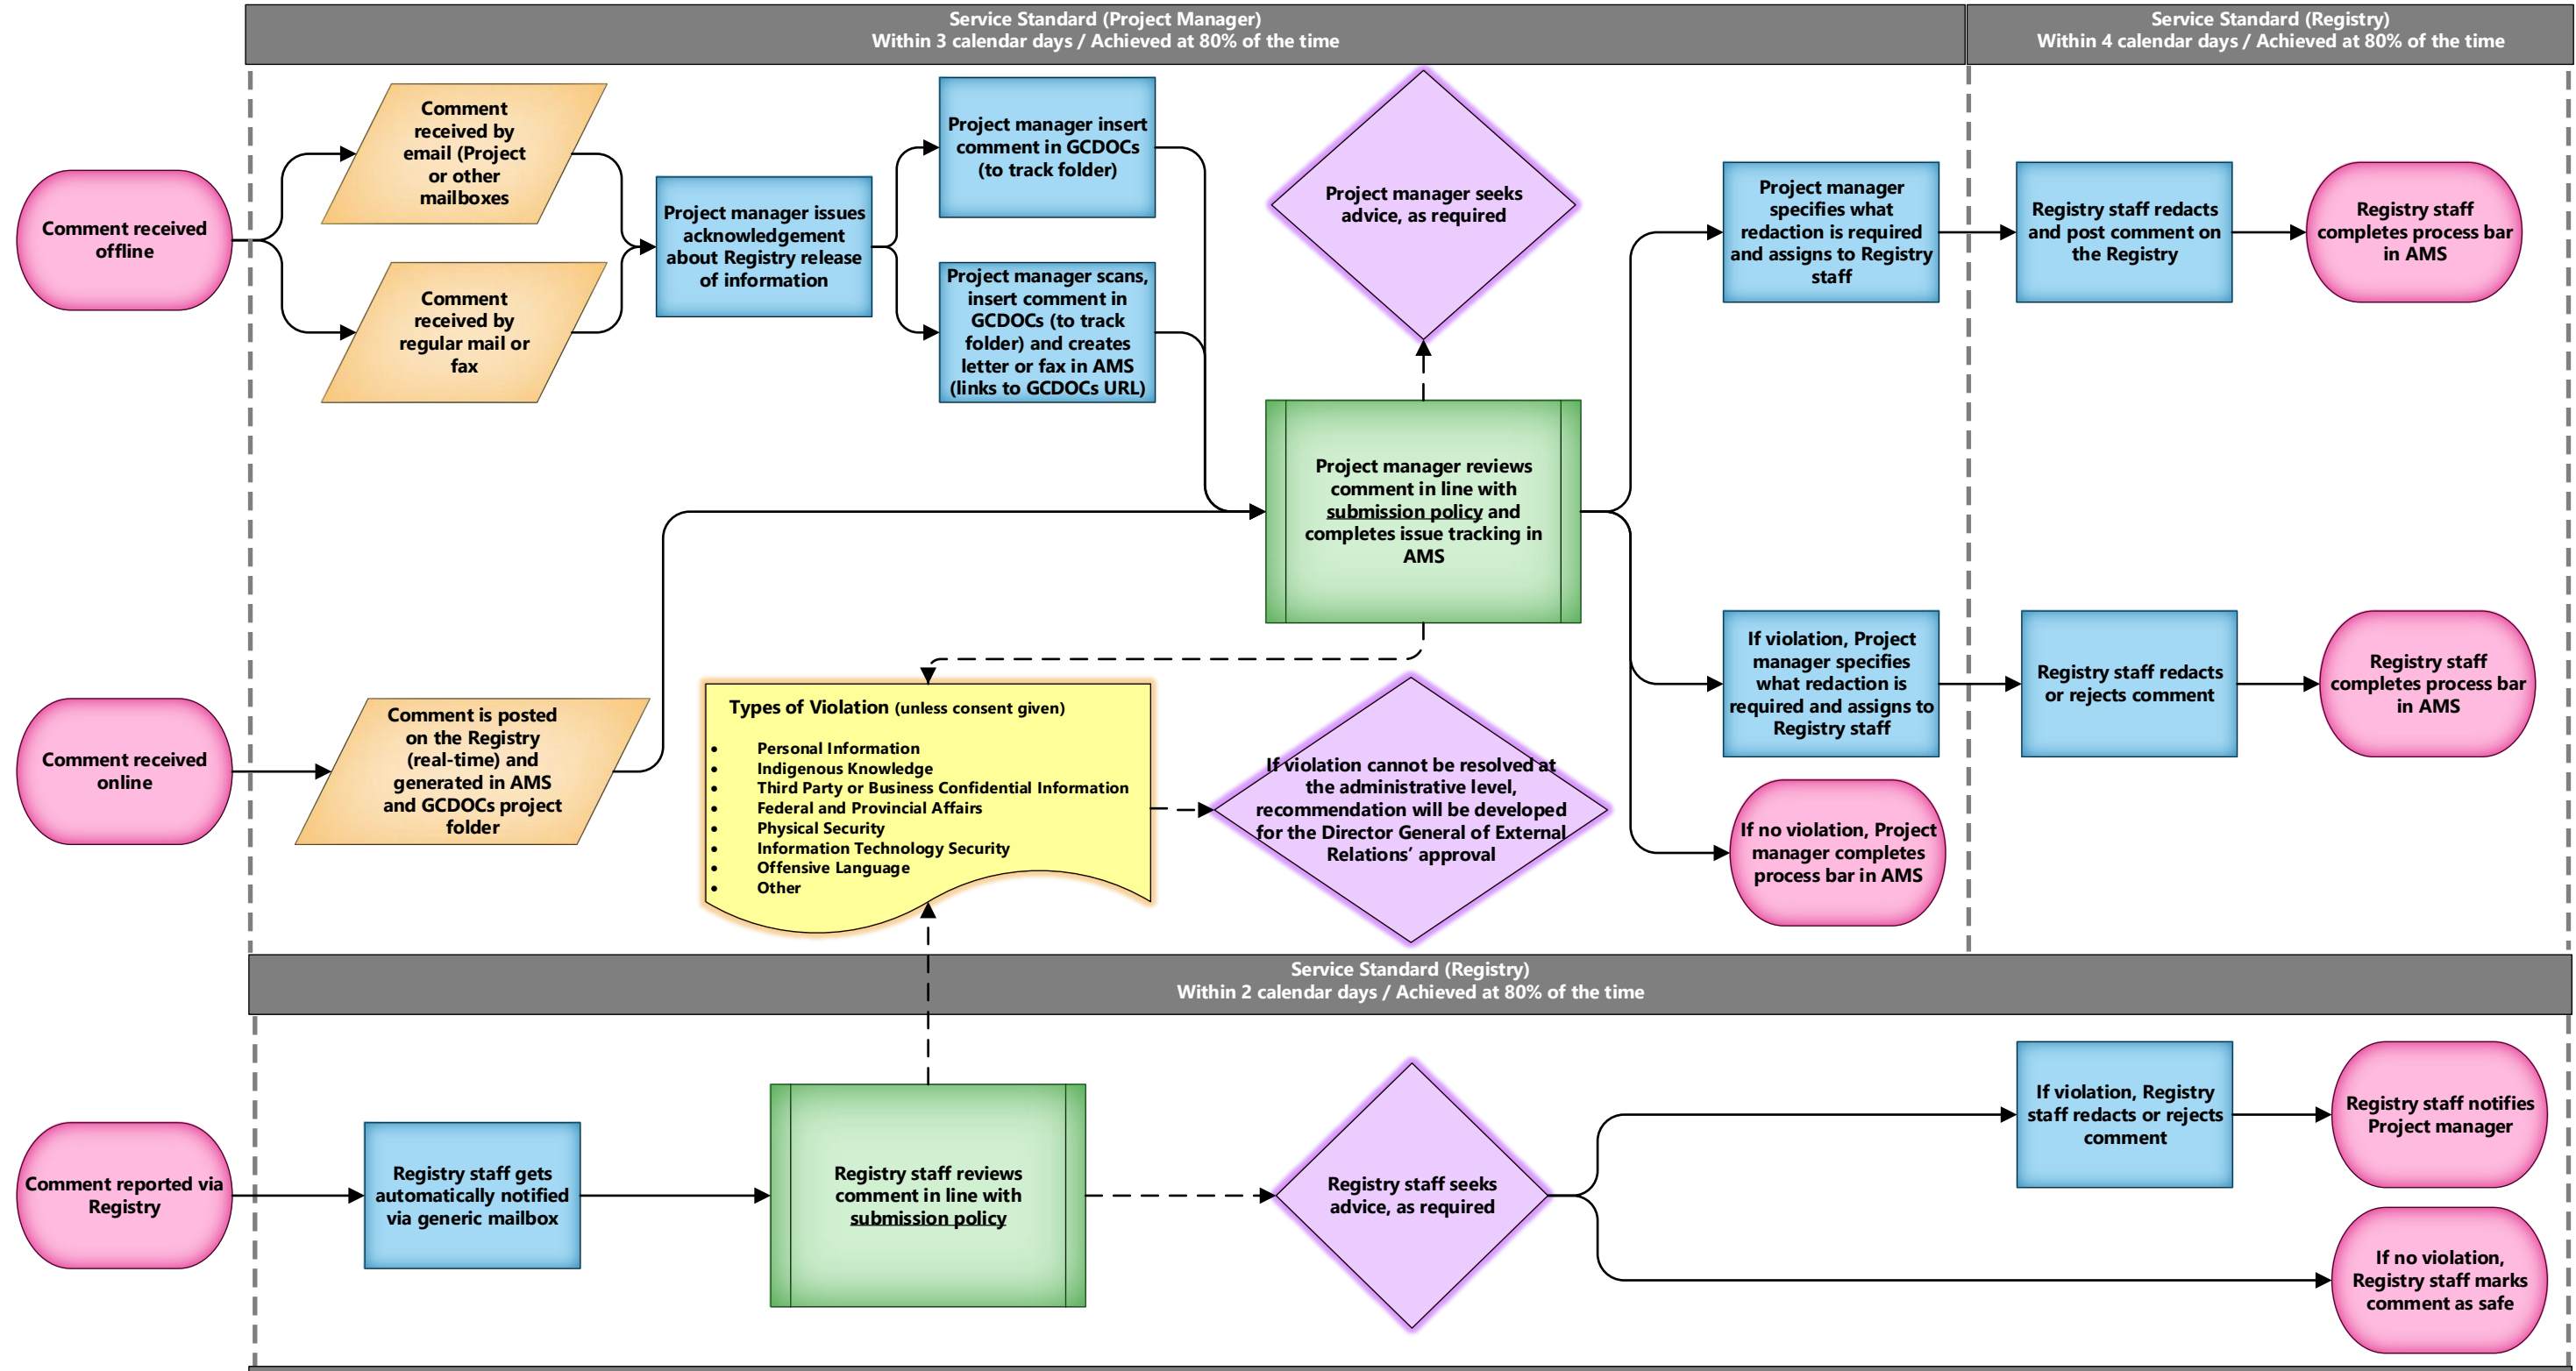 Service Standard (Project Manager)
Within 3 calendar days / Achieved at 80% of the time
Service Standard (Registry)
Within 4 calendar days / Achieved at 80% of the time
Comment received
offline
Comment
received by
email (Project
or other
mailboxes
Comment
received by
regular mail or
fax
Project manager issues
acknowledgement
about Registry release
of information
Project manager insert
comment in GCDOCs
(to track folder)
Project manager scans,
insert comment in
GCDOCs (to track
folder) and creates
letter or fax in AMS
(links to GCDOCs URL)
Project manager seeks
advice, as required
Project manager
specifies what
redaction is required
and assigns to Registry
staff
Registry staff redacts
and post comment on
the Registry
Registry staff
completes process bar
in AMS
Project manager reviews
comment in line with
submission policy and
completes issue tracking in
AMS
Comment received
online
Comment is posted
on the Registry
(real-time) and
generated in AMS
and GCDOCs project
folder
Types of Violation (unless consent given)
• Personal Information
• Indigenous Knowledge
• Third Party or Business Confidential Information
• Federal and Provincial Affairs
• Physical Security
• Information Technology Security
• Offensive Language
• Other
If violation cannot be resolved at
the administrative level,
recommendation will be developed
for the Director General of External
Relations’ approval
If violation, Project
manager specifies
what redaction is
required and assigns to
Registry staff
Registry staff redacts
or rejects comment
Registry staff
completes process bar
in AMS
If no violation, Project
manager completes
process bar in AMS
Service Standard (Registry)
Within 2 calendar days / Achieved at 80% of the time
Comment reported via
Registry
Registry staff gets
automatically notified
via generic mailbox
Registry staff reviews
comment in line with
submission policy
Registry staff seeks
advice, as required
If violation, Registry
staff redacts or rejects
comment
Registry staff notifies
Project manager
If no violation,
Registry staff marks
comment as safe